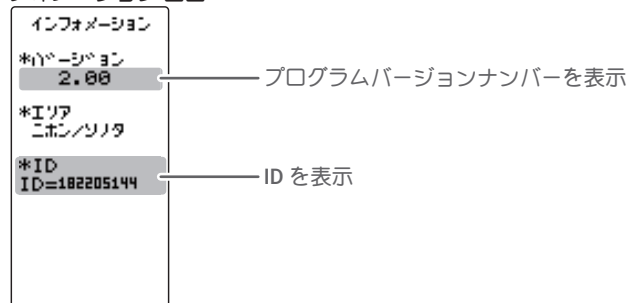 インフォメーション
*バージョン
2.00
プログラムバージョンナンバーを表示
*エリア
ニホン/ソノタ
*ID
ID=182205144
IDを表示